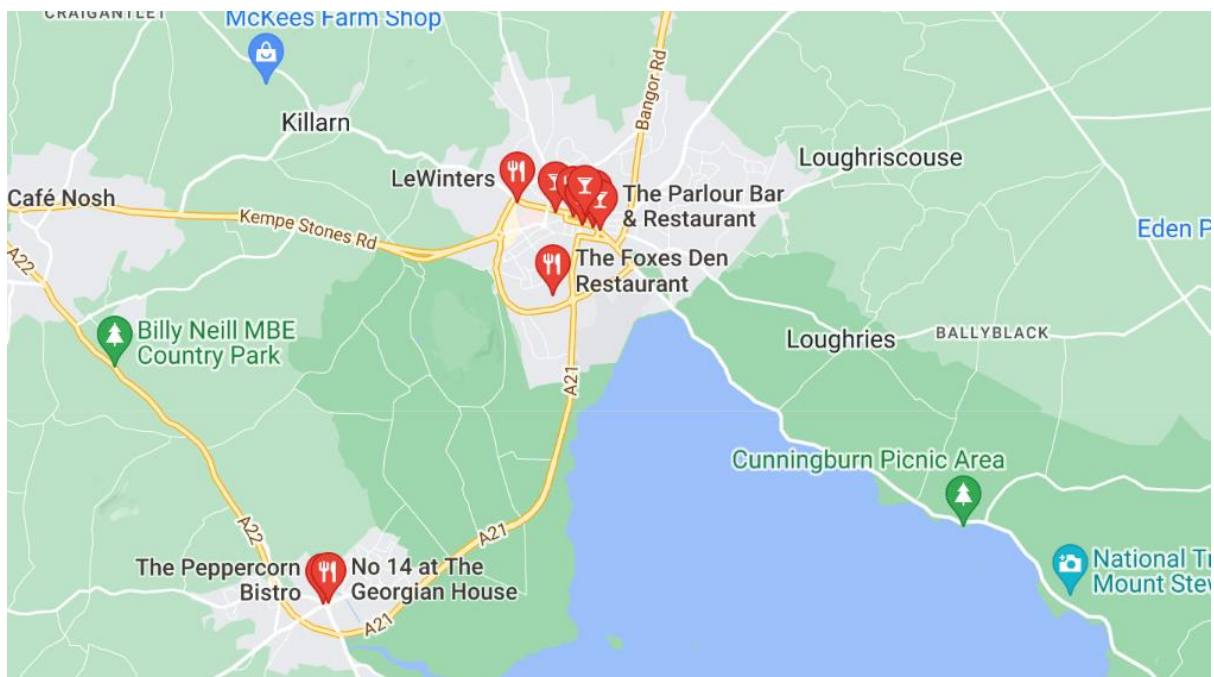 CRAIGANTLET
McKees Farm Shop
Killarn
Bangor Rd
Loughriscouse
LeWinters
The Parlour Bar
& Restaurant
Café Nosh
Kempe Stones Rd
Eden P
The Foxes Den
Restaurant
A22
Billy Neill MBE
Country Park
Loughries
BALLYBLACK
A21
Cunningburn Picnic Area
A22
A21
The Peppercorn
Bistro
No 14 at The
Georgian House
National Tr
Mount Stew
A21